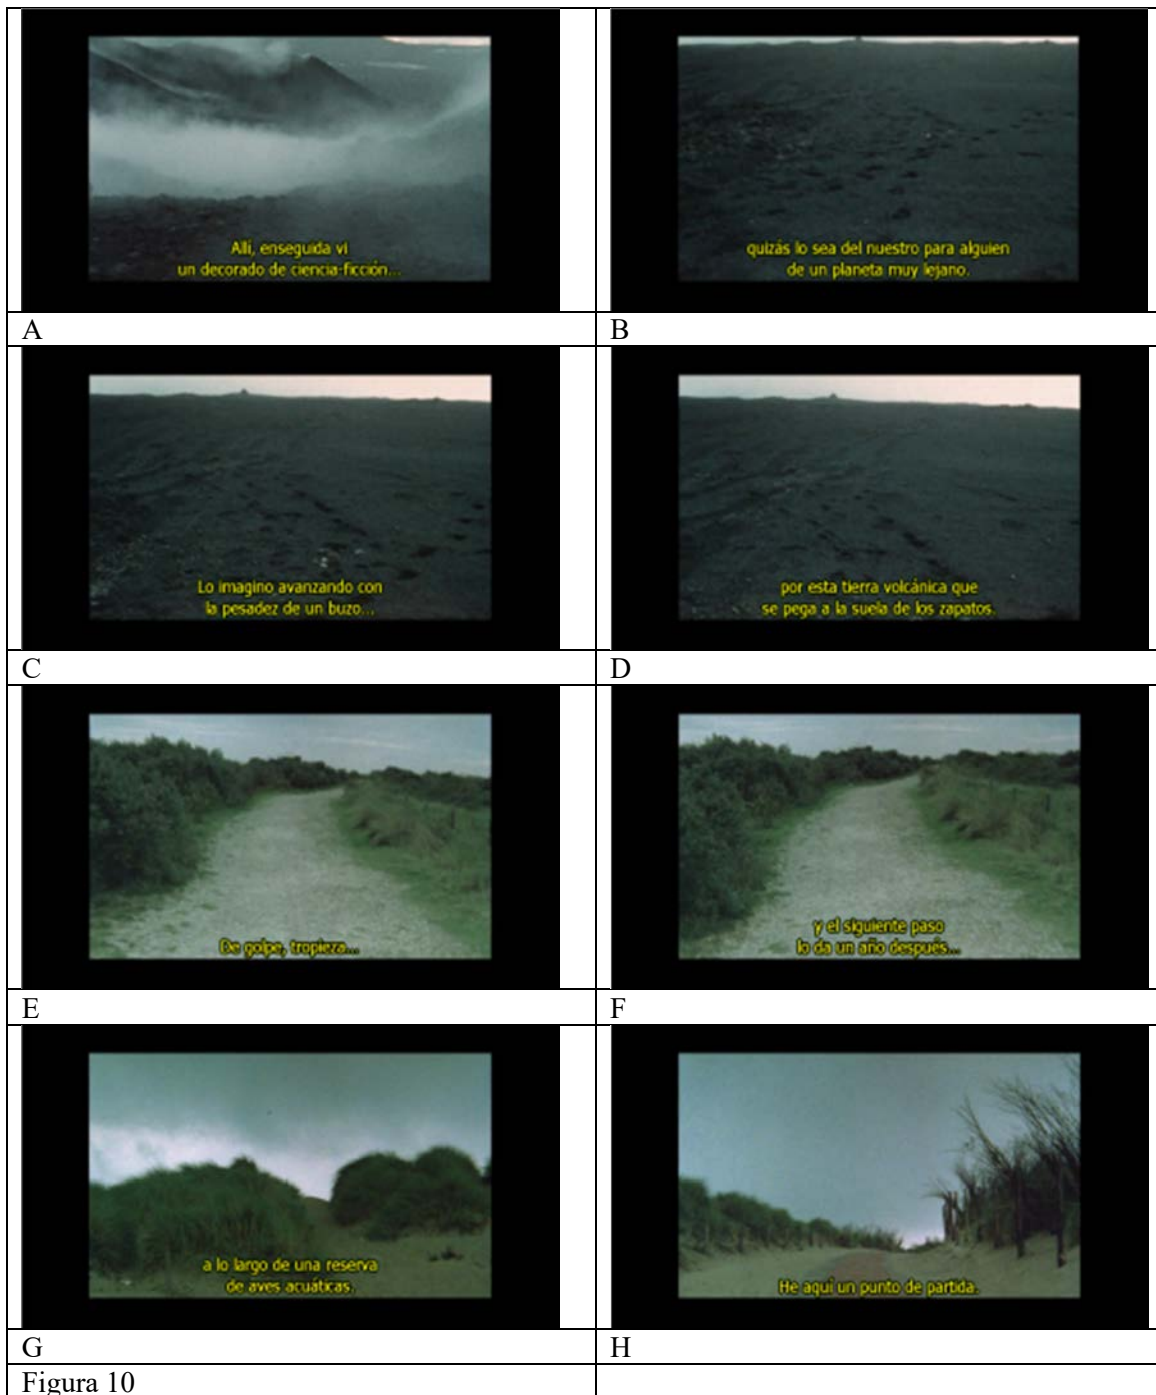 Allí, enseguida vi
un decorado de ciencia-ficción...
quizás lo sea del nuestro para alguien
de un planeta muy lejano.
A
B
Lo imagino avanzando con
la pesadez de un buzo...
por esta tierra volcánica que
se pega a la suela de los zapatos.
C
D
De golpe, tropieza...
y el siguiente paso
lo da un año después...
E
F
a lo largo de una reserva
de aves acuáticas.
He aquí un punto de partida.
G
H
Figura 10